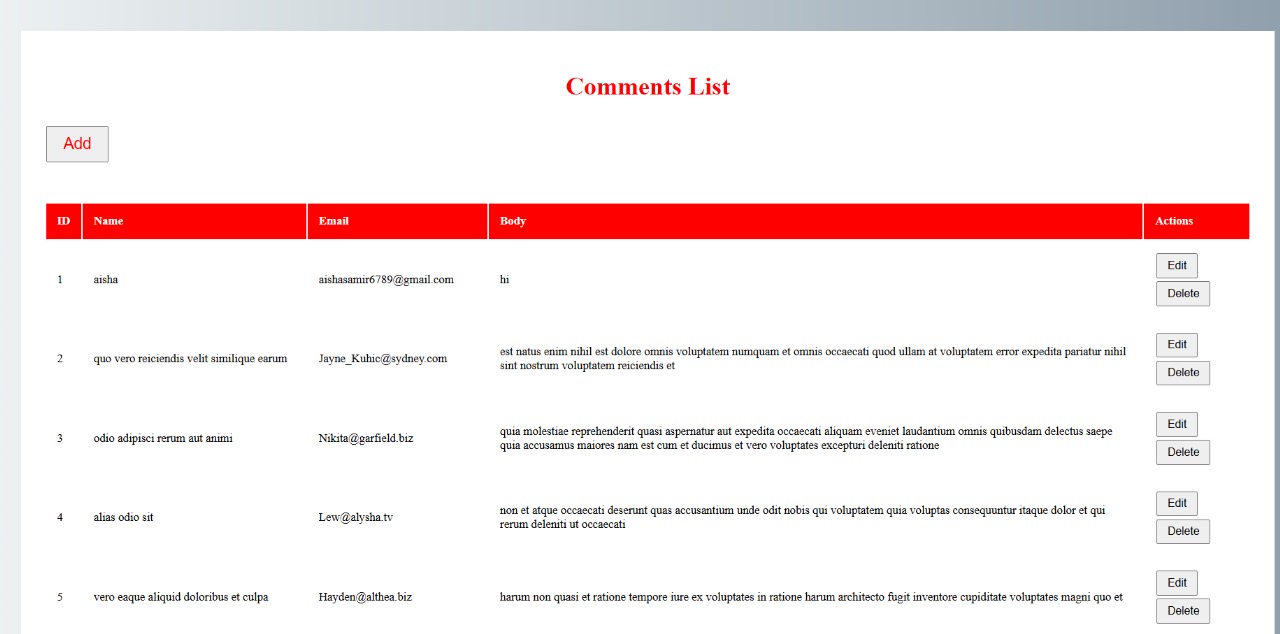 Comments List
Add
ID Name Email Body Actions
1 aisha aishasamir6789@gmail.com hi Edit
Delete
2 quo vero reiciendis velit similique earum Jayne_Kuhic@sydney.com est natus enim nihil est dolore omnis voluptatem numquam et omnis occaecati quod ullam at voluptatem error expedita pariatur nihil Edit
sint nostrum voluptatem reiciendis et Delete
3 odio adipisci rerum aut animi Nikita@garfield.biz quia molestiae reprehenderit quasi aspernatur aut expedita occaecati aliquam eveniet laudantium omnis quibusdam delectus saepe Edit
quia accusamus maiores nam est cum et ducimus et vero voluptates excepturi deleniti ratione Delete
4 alias odio sit Lew@alysha.tv non et atque occaecati deserunt quas accusantium unde odit nobis qui voluptatem quia voluptas consequuntur itaque dolor et qui Edit
rerum deleniti ut occaecati Delete
5 vero eaque aliquid doloribus et culpa Hayden@althea.biz harum non quasi et ratione tempore iure ex voluptates in ratione harum architecto fugit inventore cupiditate voluptates magni quo et Edit
Delete